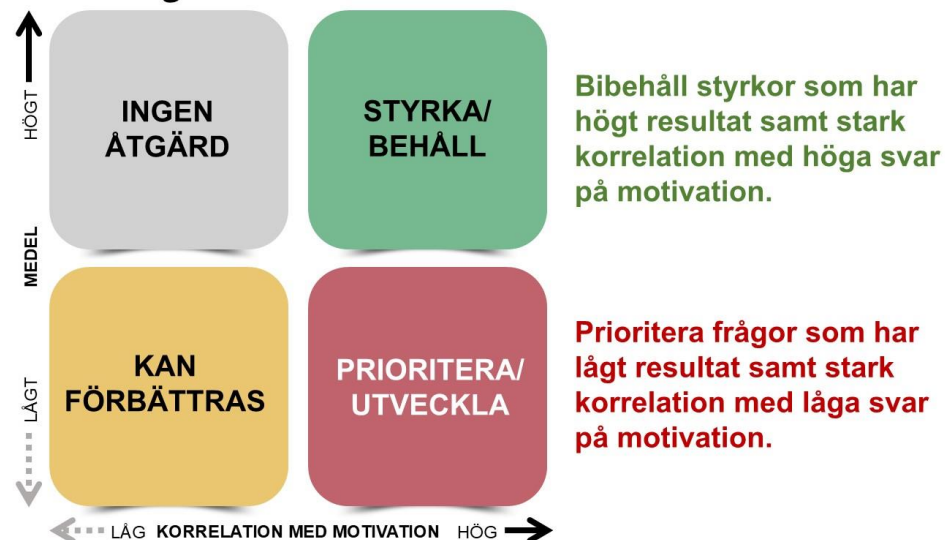 HÖGT
MEDEL
LÅGT
INGEN
ÅTGÄRD
STYRKA/
BEHÅLL
Bibehåll styrkor som har
högt resultat samt stark
korrelation med höga svar
på motivation.
KAN
FÖRBÄTTRAS
PRIORITERA/
UTVECKLA
Prioritera frågor som har
lågt resultat samt stark
korrelation med låga svar
på motivation.
LÅG KORRELATION MED MOTIVATION HÖG